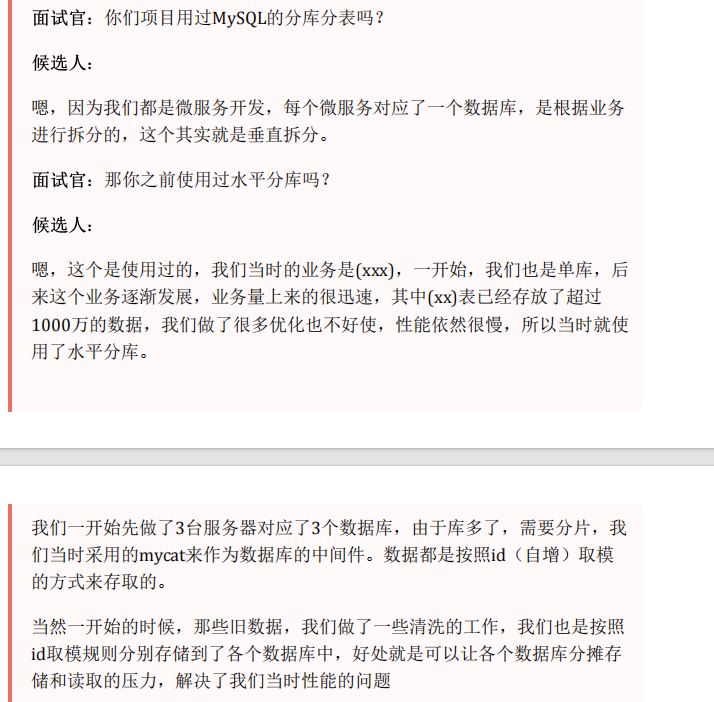 面试官：你们项目用过MySQL的分库分表吗？
候选人：
嗯，因为我们都是微服务开发，每个微服务对应了一个数据库，是根据业务
进行拆分的，这个其实就是垂直拆分。
面试官：那你之前使用过水平分库吗？
候选人：
嗯，这个是使用过的，我们当时的业务是(xxx)，一开始，我们也是单库，后
来这个业务逐渐发展，业务量上来的很迅速，其中(xx)表已经存放了超过
1000万的数据，我们做了很多优化也不好使，性能依然很慢，所以当时就使
用了水平分库。
我们一开始先做了3台服务器对应了3个数据库，由于库多了，需要分片，我
们当时采用的mycat来作为数据库的中间件。数据都是按照id（自增）取模
的方式来存取的。
当然一开始的时候，那些旧数据，我们做了一些清洗的工作，我们也是按照
id取模规则分别存储到了各个数据库中，好处就是可以让各个数据库分摊存
储和读取的压力，解决了我们当时性能的问题